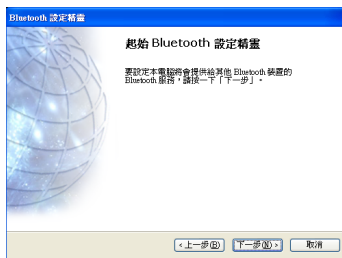 Bluetooth 設定精靈
起始 Bluetooth 設定精靈
要設定本電腦將會提供給其他 Bluetooth 裝置的
Bluetooth 服務，請按一下「下一步」。
<上一步(B) 下一步(N)> 取消